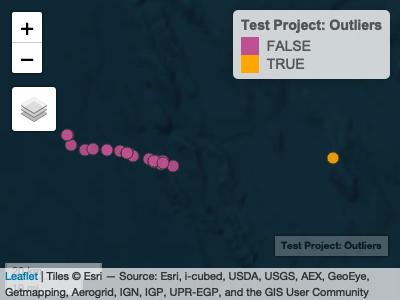 +
Test Project: Outliers
FALSE
TRUE
−
Test Project: Outliers
Leaflet | Tiles © Esri — Source: Esri, i-cubed, USDA, USGS, AEX, GeoEye,
Getmapping, Aerogrid, IGN, IGP, UPR-EGP, and the GIS User Community